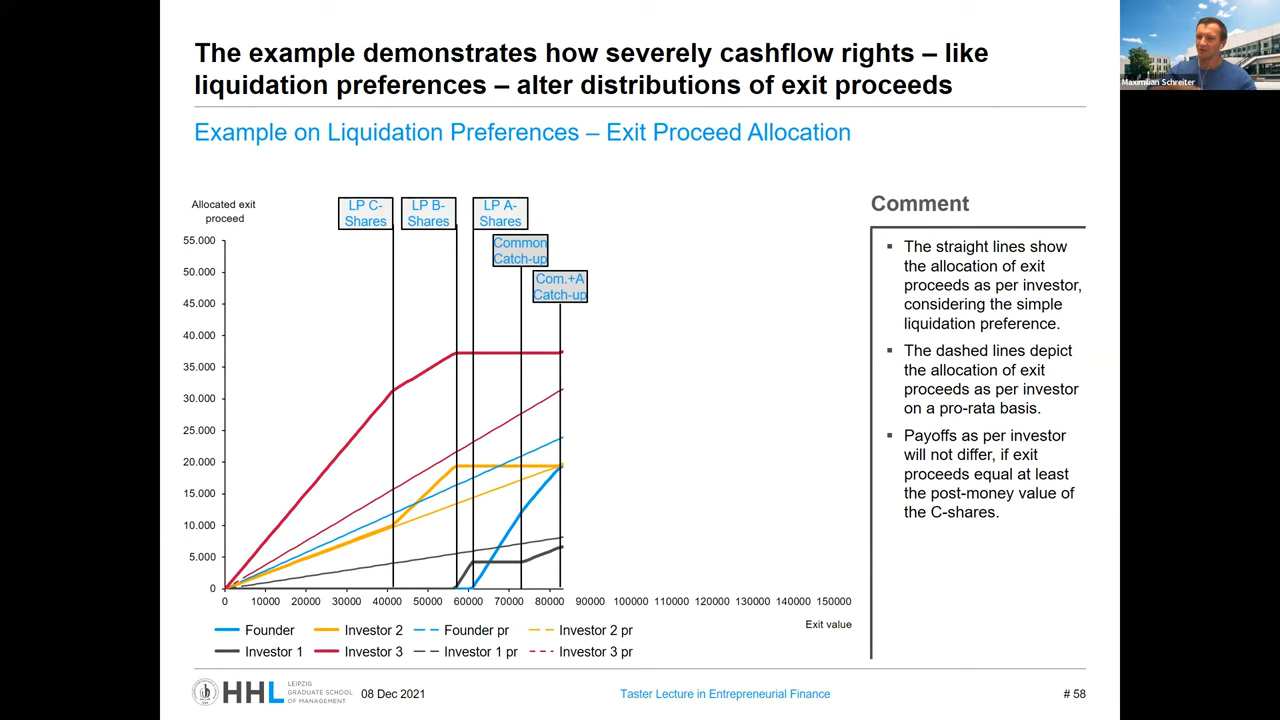 The example demonstrates how severely cashflow rights – like
liquidation preferences – alter distributions of exit proceeds
Maximilian Schreiter
Example on Liquidation Preferences – Exit Proceed Allocation
Allocated exit
proceed
LP C-
Shares
LP B-
Shares
LP A-
Shares
Common
Catch-up
Com.+A
Catch-up
55.000
50.000
45.000
40.000
35.000
30.000
25.000
20.000
15.000
10.000
5.000
0
0 10000 20000 30000 40000 50000 60000 70000 80000 90000 100000 110000 120000 130000 140000 150000
Exit value
Founder Investor 2 Founder pr Investor 2 pr
Investor 1 Investor 3 Investor 1 pr Investor 3 pr
Comment
▪ The straight lines show
the allocation of exit
proceeds as per investor,
considering the simple
liquidation preference.
▪ The dashed lines depict
the allocation of exit
proceeds as per investor
on a pro-rata basis.
▪ Payoffs as per investor
will not differ, if exit
proceeds equal at least
the post-money value of
the C-shares.
HHL
LEIPZIG
GRADUATE SCHOOL
OF MANAGEMENT
08 Dec 2021
Taster Lecture in Entrepreneurial Finance
# 58